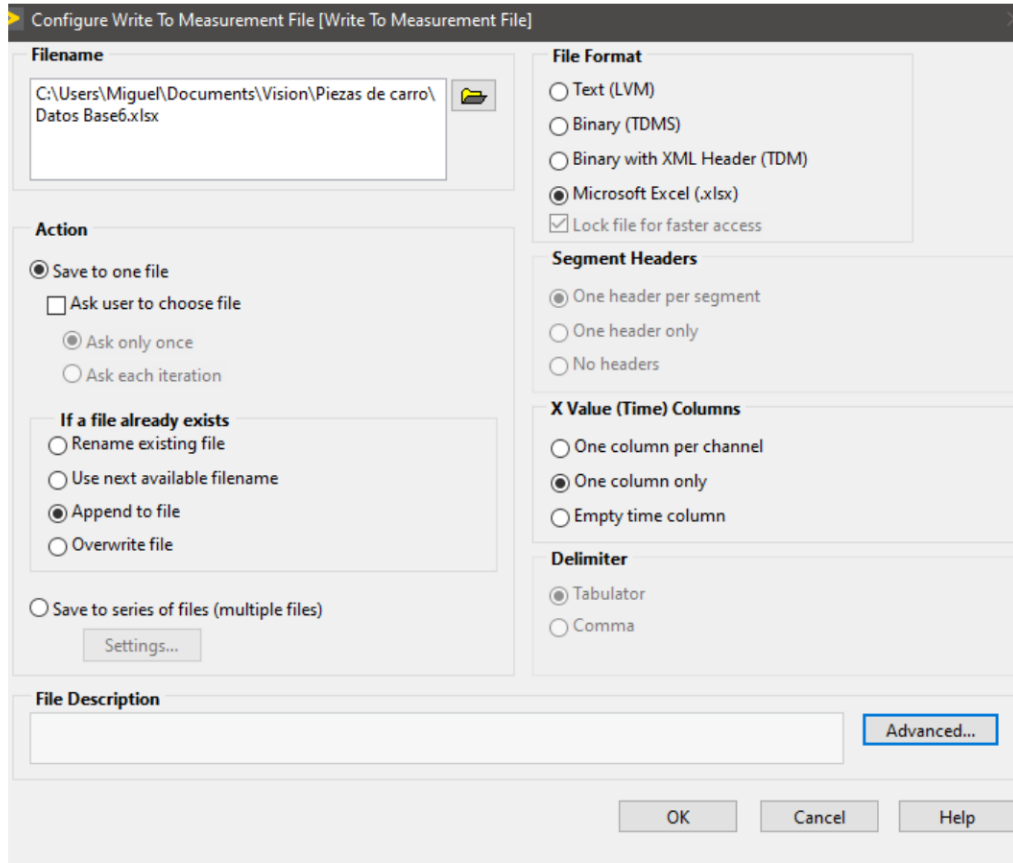 Configure Write To Measurement File [Write To Measurement File]
Filename
C:\Users\Miguel\Documents\Vision\Piezas de carro\
Datos Base6.xlsx
Action
Save to one file
Ask user to choose file
Ask only once
Ask each iteration
If a file already exists
Rename existing file
Use next available filename
Append to file
Overwrite file
Save to series of files (multiple files)
Settings...
File Format
Text (LVM)
Binary (TDMS)
Binary with XML Header (TDM)
Microsoft Excel (.xlsx)
Lock file for faster access
Segment Headers
One header per segment
One header only
No headers
X Value (Time) Columns
One column per channel
One column only
Empty time column
Delimiter
Tabulator
Comma
File Description
Advanced...
OK
Cancel
Help